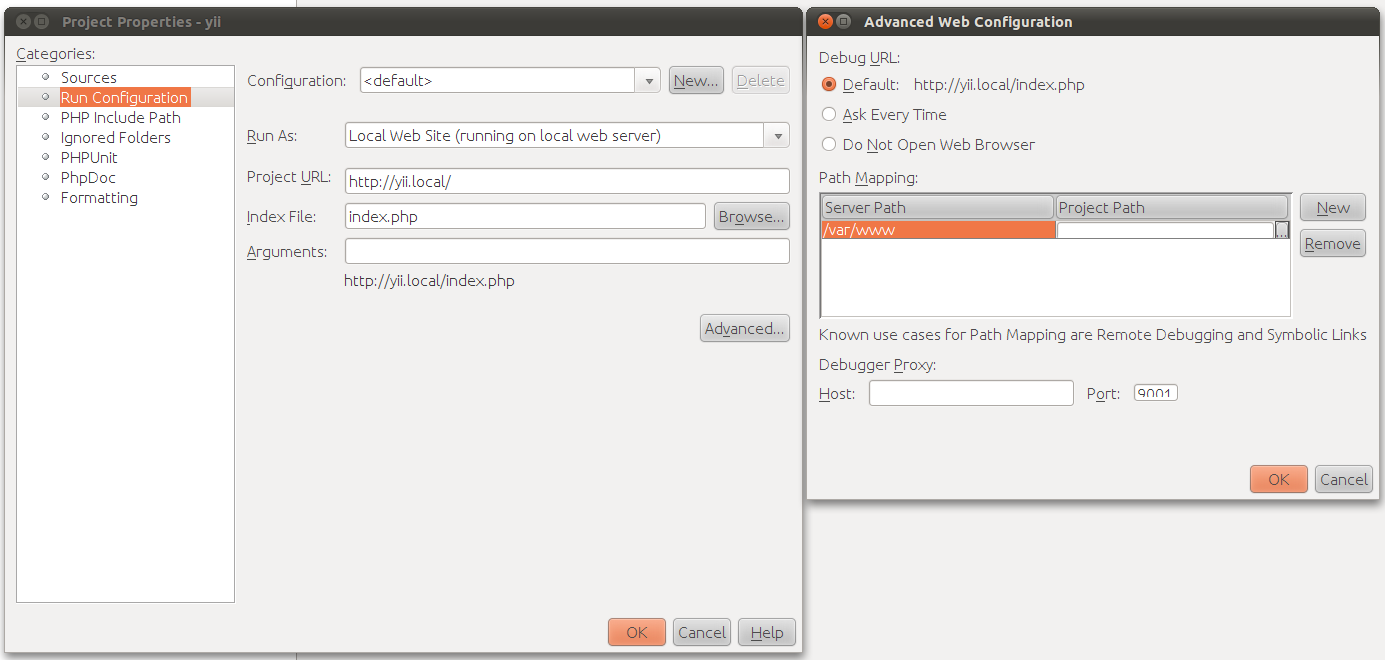 Project Properties - yii
Categories:
Sources
Run Configuration
PHP Include Path
Ignored Folders
PHPUnit
PhpDoc
Formatting
Configuration: <default> New... Delete
Run As: Local Web Site (running on local web server)
Project URL: http://yii.local/
Index File: index.php Browse...
Arguments:
http://yii.local/index.php
Advanced...
OK Cancel Help
Advanced Web Configuration
Debug URL:
Default: http://yii.local/index.php
Ask Every Time
Do Not Open Web Browser
Path Mapping:
Server Path Project Path New
/var/www ...
Remove
Known use cases for Path Mapping are Remote Debugging and Symbolic Links
Debugger Proxy:
Host: Port: 9001
OK Cancel